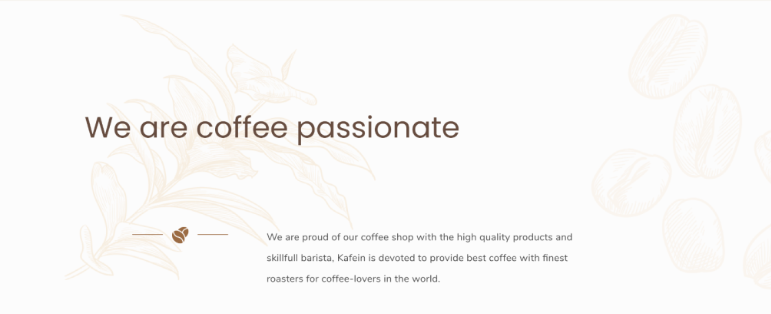 We are coffee passionate
We are proud of our coffee shop with the high quality products and
skillfull barista, Kafein is devoted to provide best coffee with finest
roasters for coffee-lovers in the world.